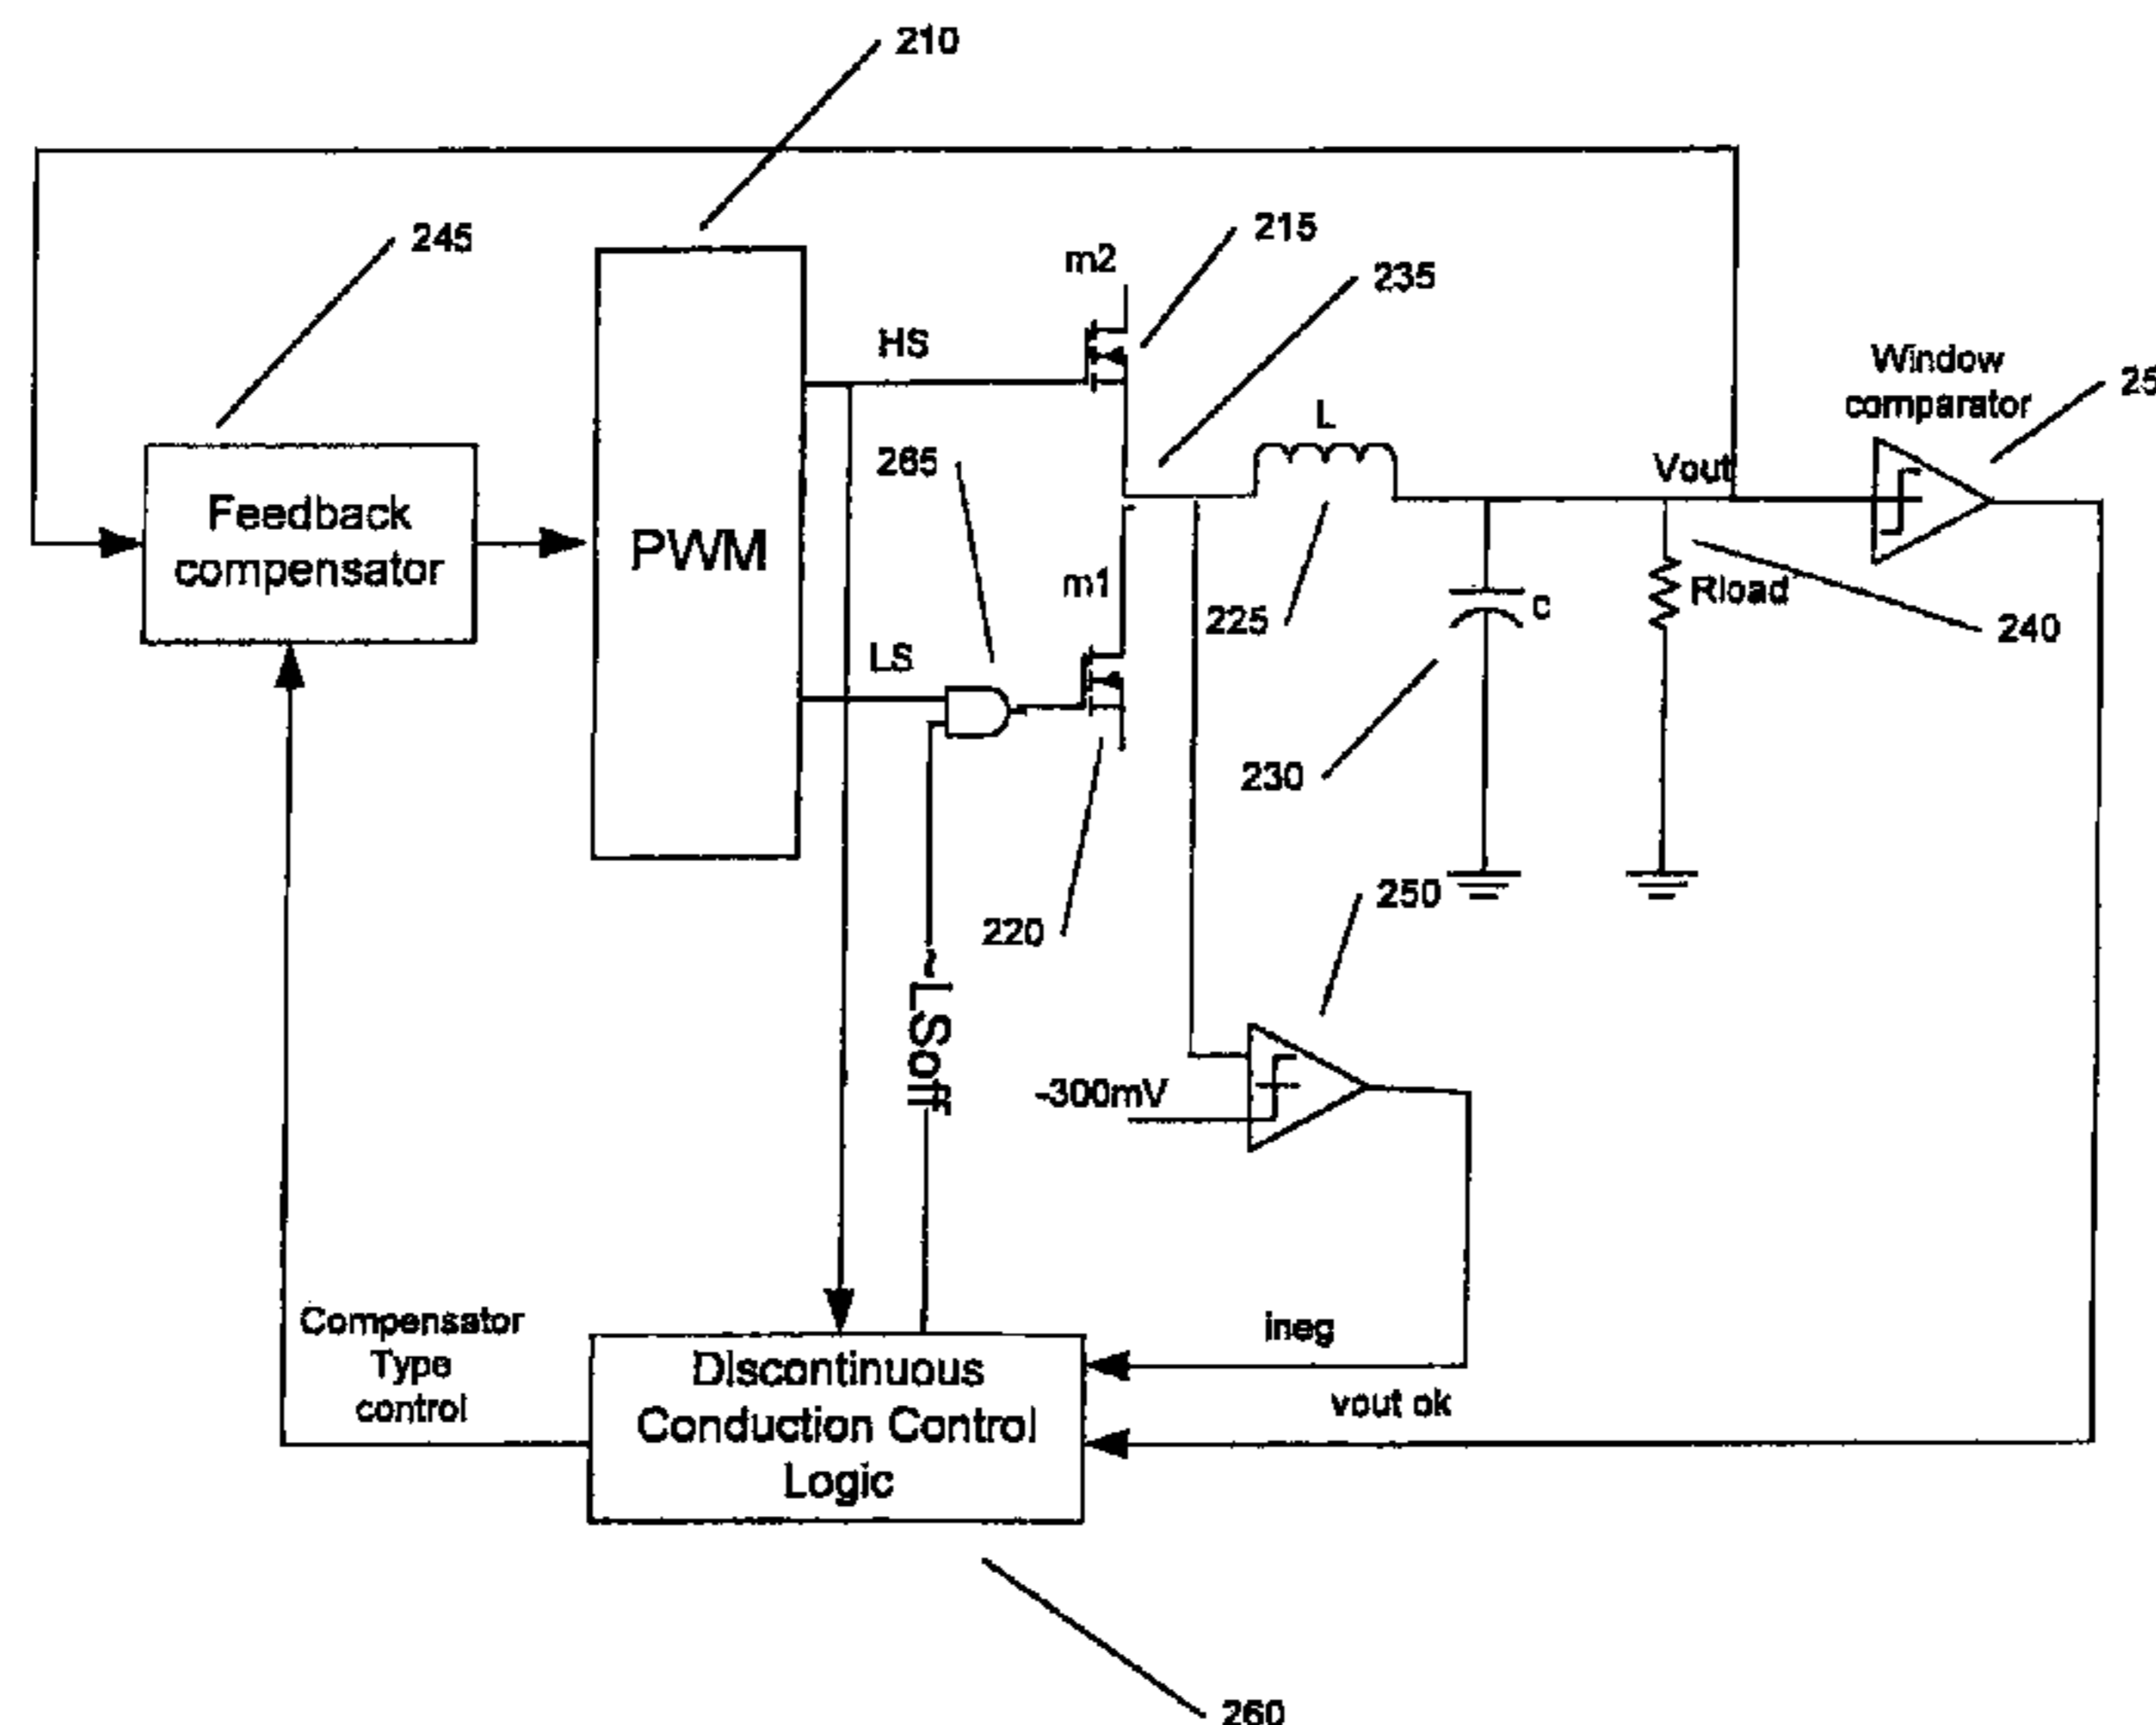 210
245
215
m2
235
HS
Window
comparator
25
L
265
Vout
Feedback
compensator
PWM
m1
Rload
C
225
240
LS
230
250
220
~LSoff
-300mV
Compensator
Type
control
ineg
Discontinuous
Conduction Control
Logic
vout ok
260